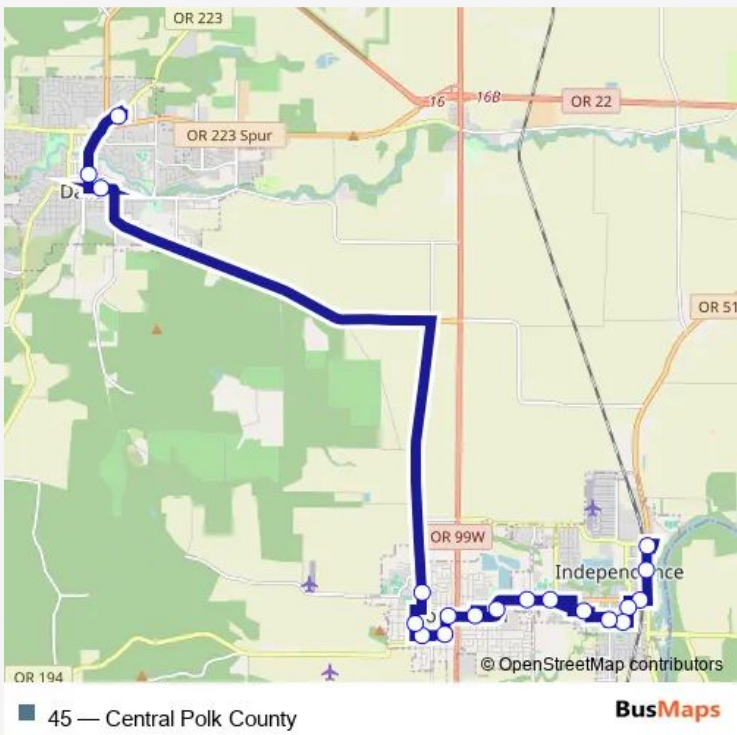 OR 223
16
16B
OR 22
OR 223 Spur
Da
OR 51
OR 99W
Independence
OR 194
© OpenStreetMap contributors
45 — Central Polk County
BusMaps